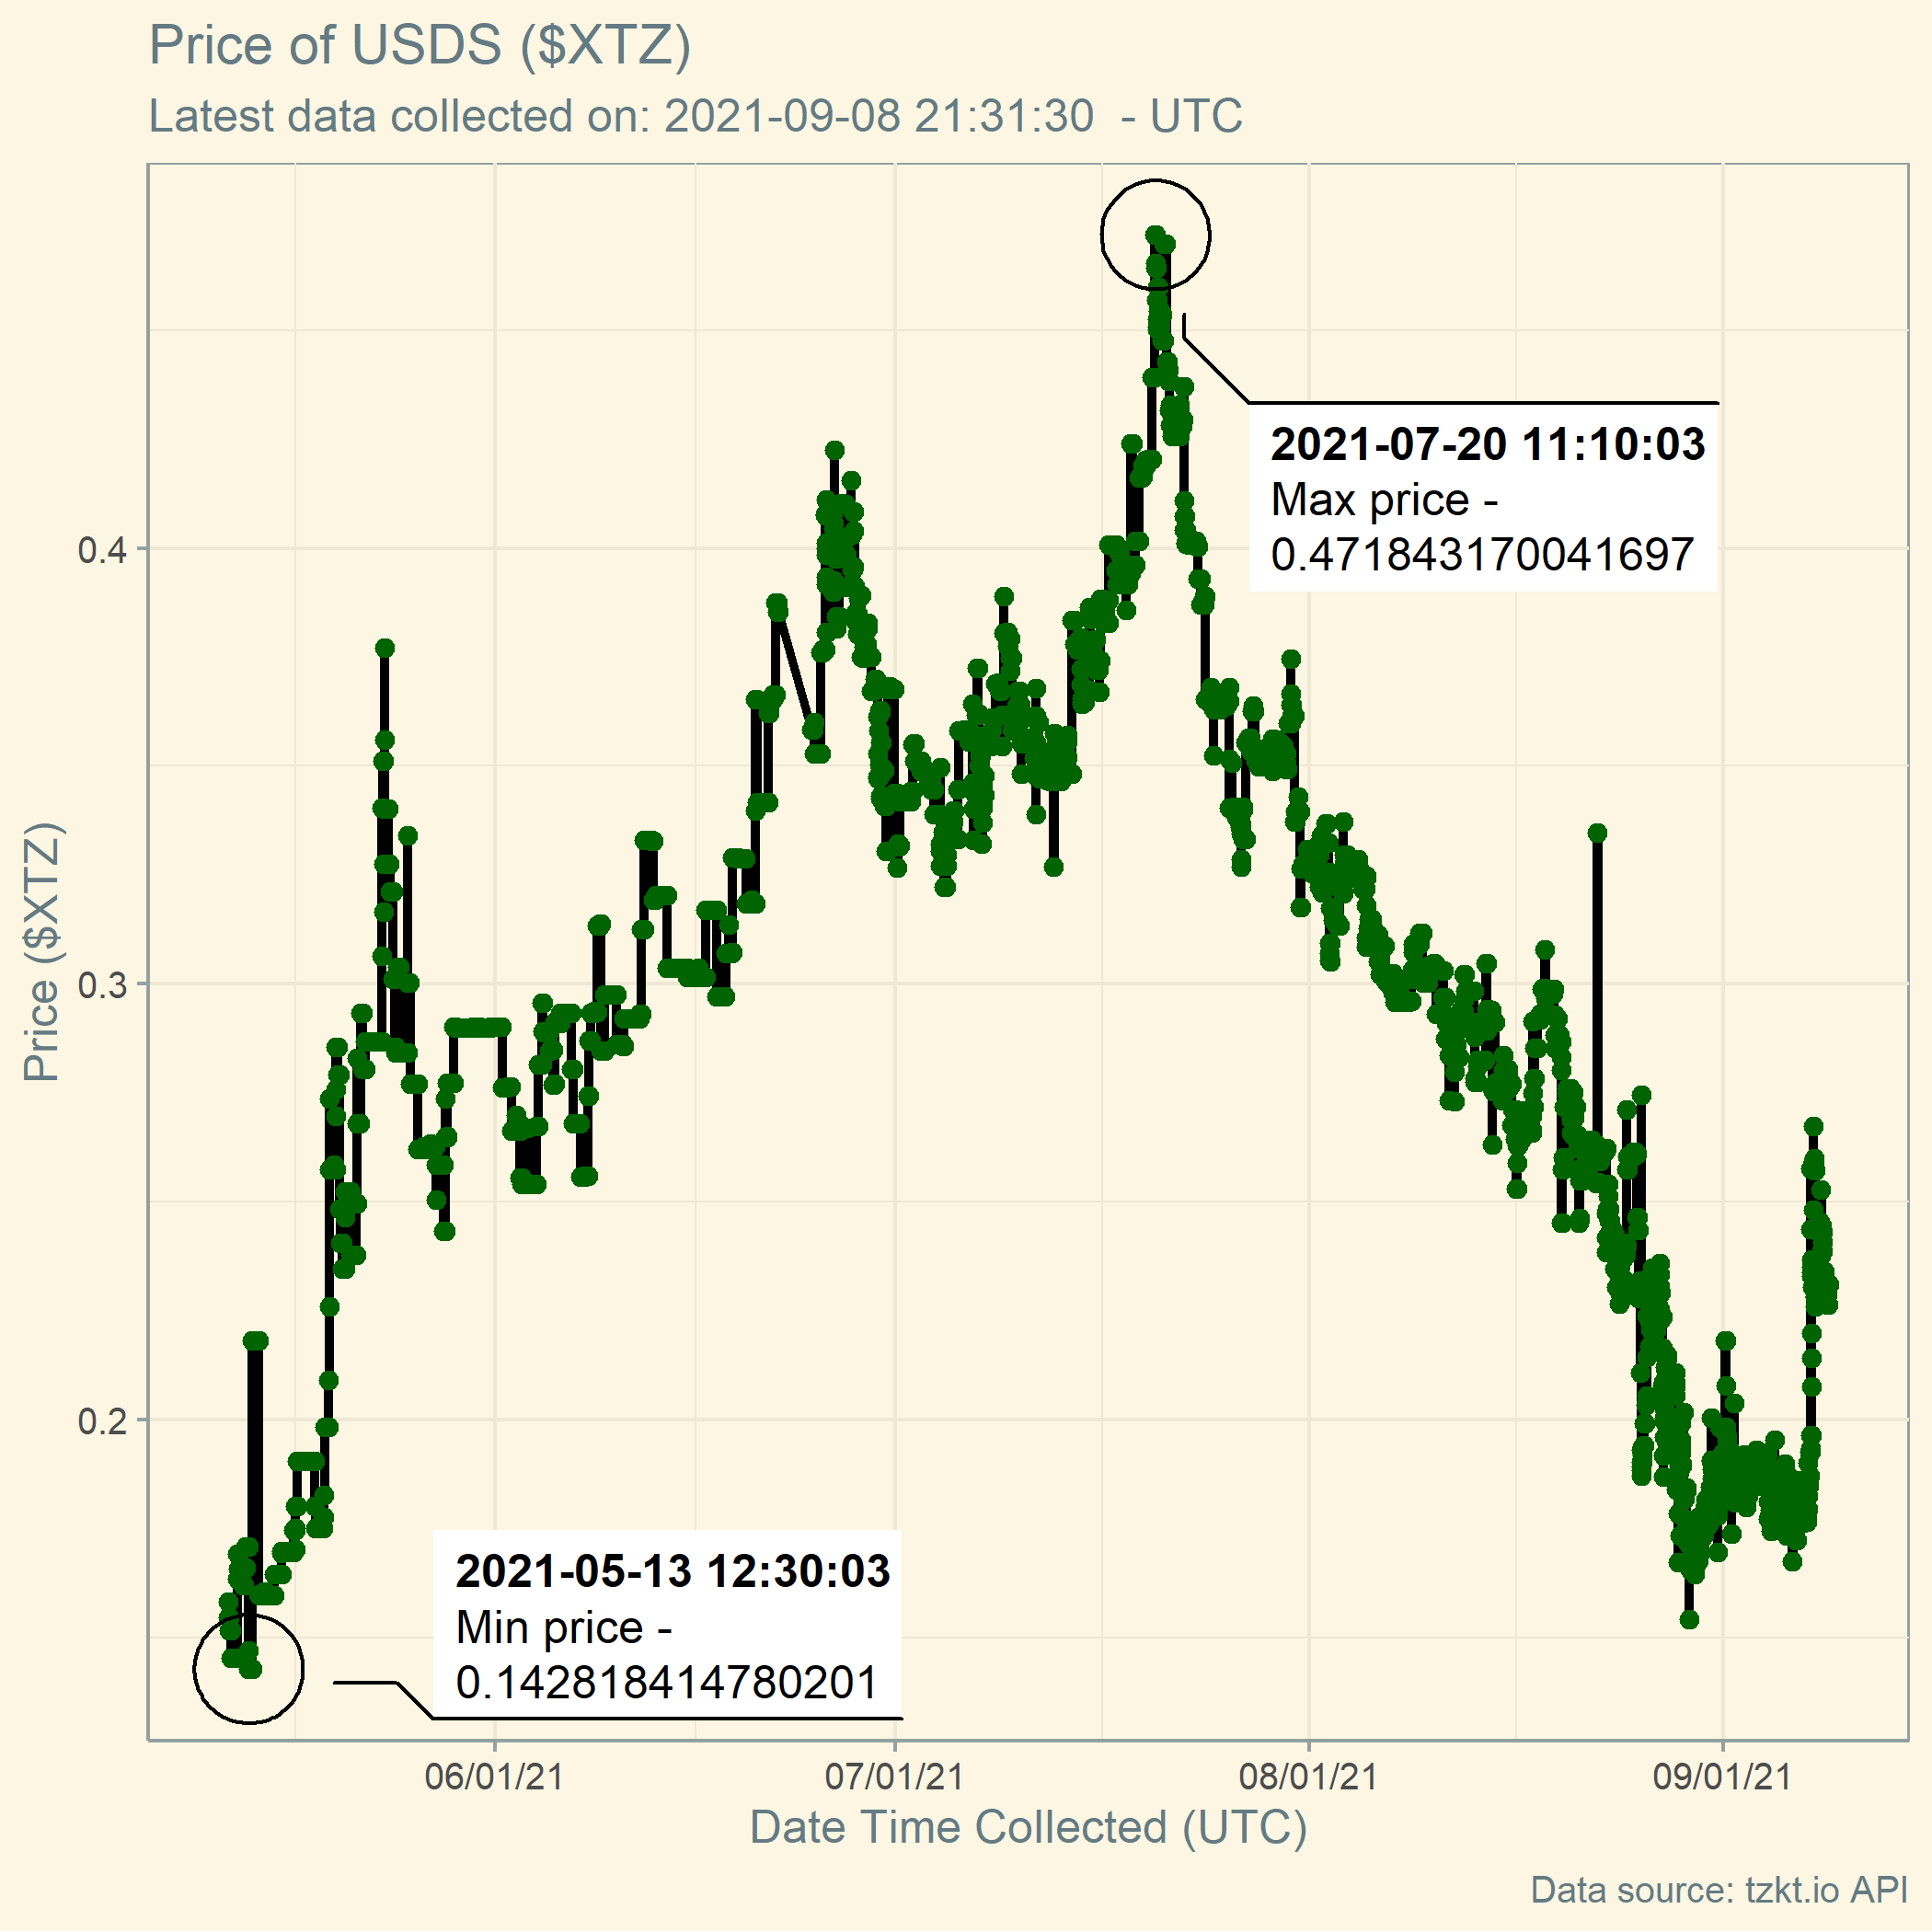 Price of USDS ($XTZ)
Latest data collected on: 2021-09-08 21:31:30  - UTC
Price ($XTZ)
0.4
0.3
0.2
2021-07-20 11:10:03
Max price -
0.471843170041697
2021-05-13 12:30:03
Min price -
0.142818414780201
06/01/21
07/01/21
08/01/21
09/01/21
Date Time Collected (UTC)
Data source: tzkt.io API